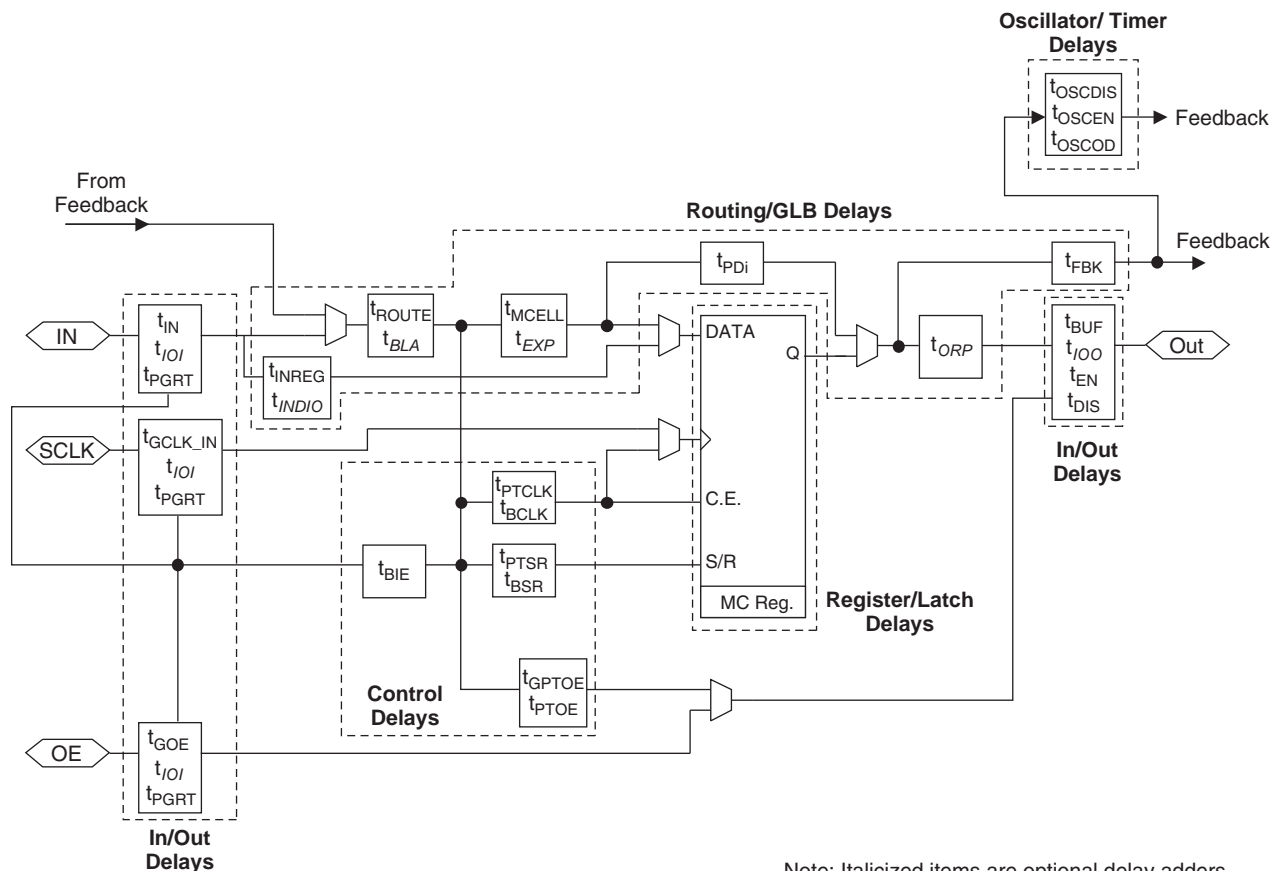 Oscillator/ Timer
Delays
tOSCDIS
tOSCEN
tOSCOD
Feedback
From
Feedback
Routing/GLB Delays
Feedback
tPDi
tFBK
IN
tIN
tIOI
tPGRT
tROUTE
tBLA
tMCELL
tEXP
DATA
Q
tORP
tBUF
tIOO
tEN
tDIS
Out
tINREG
tINDIO
SCLK
tGCLK_IN
tIOI
tPGRT
In/Out
Delays
tPTCLK
tBCLK
C.E.
tBIE
tPTSR
tBSR
S/R
MC Reg.
Register/Latch
Delays
Control
Delays
tGPTOE
tPTOE
OE
tGOE
tIOI
tPGRT
In/Out
Delays
Note: Italicized items are optional delay adders